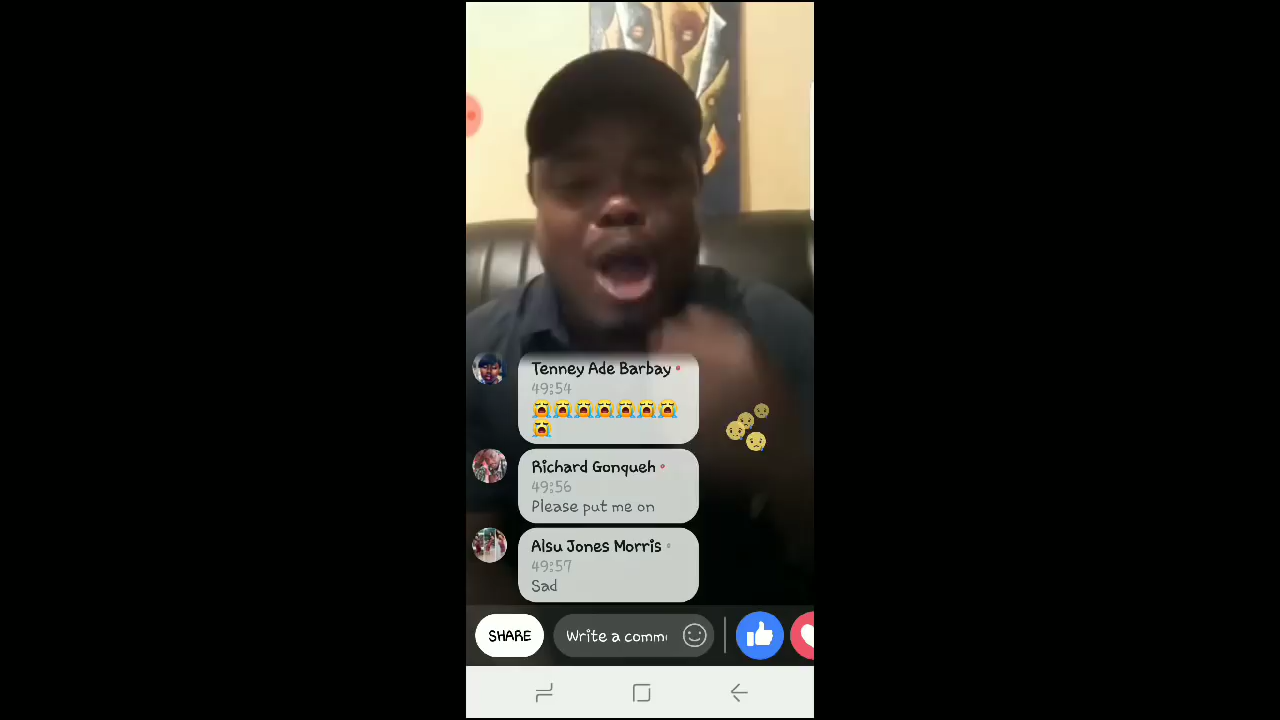 Tenney Ade Barbay
49:54
Richard Gonqueh
49:56
Please put me on
Alsu Jones Morris
49:57
Sad
SHARE
Write a comm